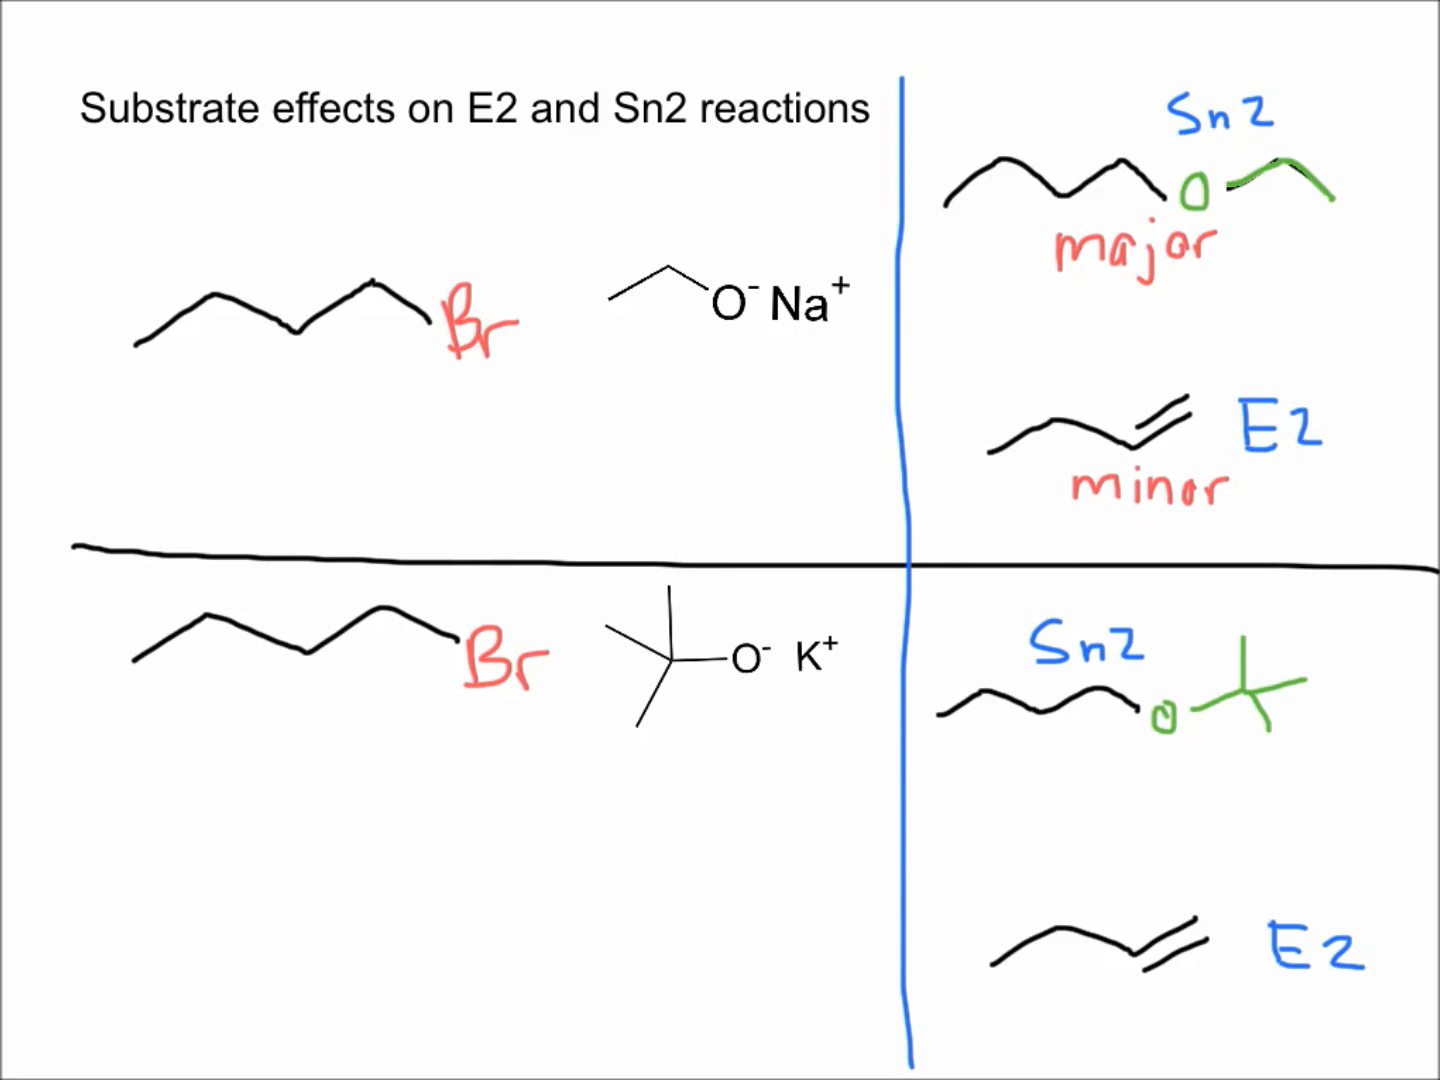 Substrate effects on E2 and Sn2 reactions
Sn2
O
major
Br
O⁻ Na⁺
E2
minor
Br
O⁻ K⁺
Sn2
O
E2